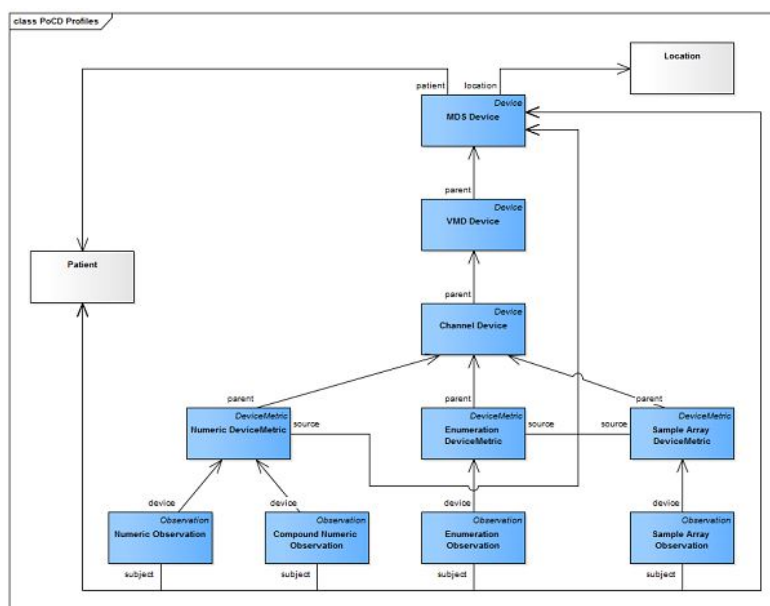 class PoCD Profiles
Location
patient
location
Device
MDS Device
parent
Device
VMD Device
Patient
parent
Device
Channel Device
parent
parent
parent
DeviceMetric
Numeric DeviceMetric
source
DeviceMetric
Enumeration
DeviceMetric
source
source
DeviceMetric
Sample Array
DeviceMetric
device
device
device
device
Observation
Numeric Observation
Observation
Compound Numeric
Observation
Observation
Enumeration
Observation
Observation
Sample Array
Observation
subject
subject
subject
subject